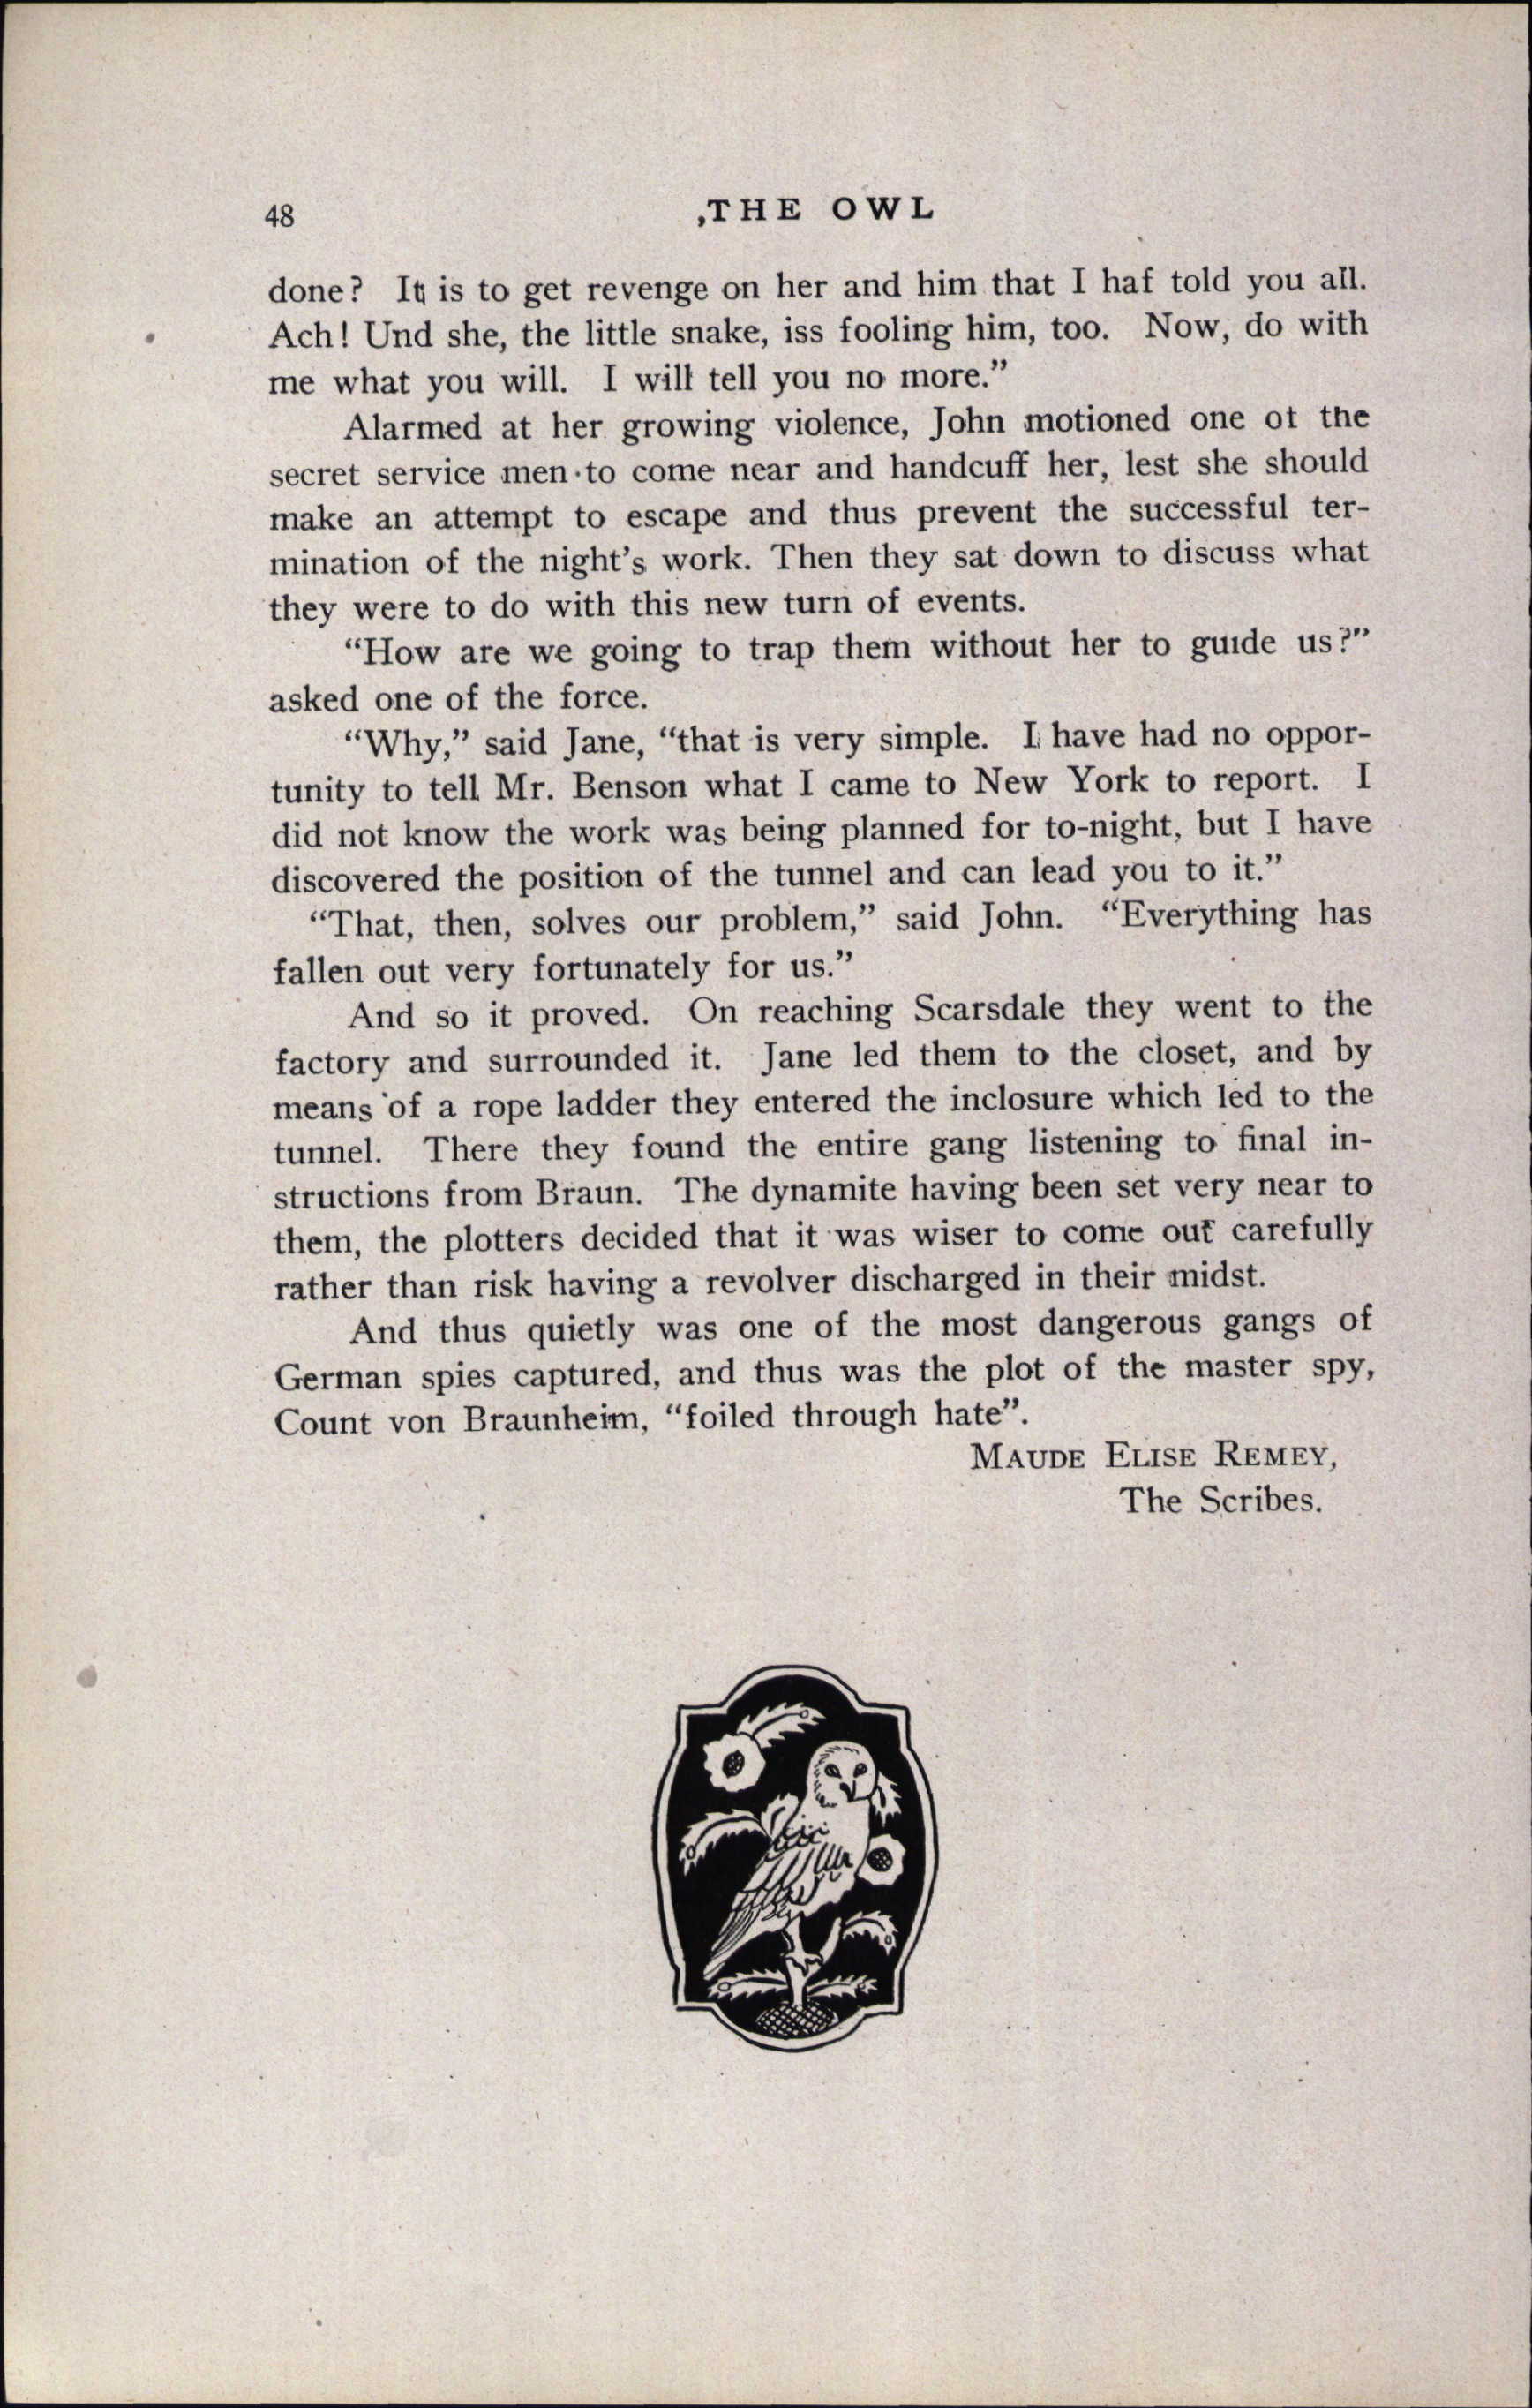 48
THE OWL
done? It is to get revenge on her and him that I haf told you all.
Ach! Und she, the little snake, iss fooling him, too. Now, do with
me what you will. I will tell you no more."
Alarmed at her growing violence, John motioned one of the
secret service men to come near and handcuff her, lest she should
make an attempt to escape and thus prevent the successful ter-
mination of the night's work. Then they sat down to discuss what
they were to do with this new turn of events.
"How are we going to trap them without her to guide us?"
asked one of the force.
"Why," said Jane, "that is very simple. I have had no oppor-
tunity to tell Mr. Benson what I came to New York to report. I
did not know the work was being planned for to-night, but I have
discovered the position of the tunnel and can lead you to it."
"That, then, solves our problem," said John. "Everything has
fallen out very fortunately for us."
And so it proved. On reaching Scarsdale they went to the
factory and surrounded it. Jane led them to the closet, and by
means of a rope ladder they entered the inclosure which led to the
tunnel. There they found the entire gang listening to final in-
structions from Braun. The dynamite having been set very near to
them, the plotters decided that it was wiser to come out carefully
rather than risk having a revolver discharged in their midst.
And thus quietly was one of the most dangerous gangs of
German spies captured, and thus was the plot of the master spy,
Count von Braunheim, "foiled through hate".
MAUDE ELISE REMEY,
The Scribes.